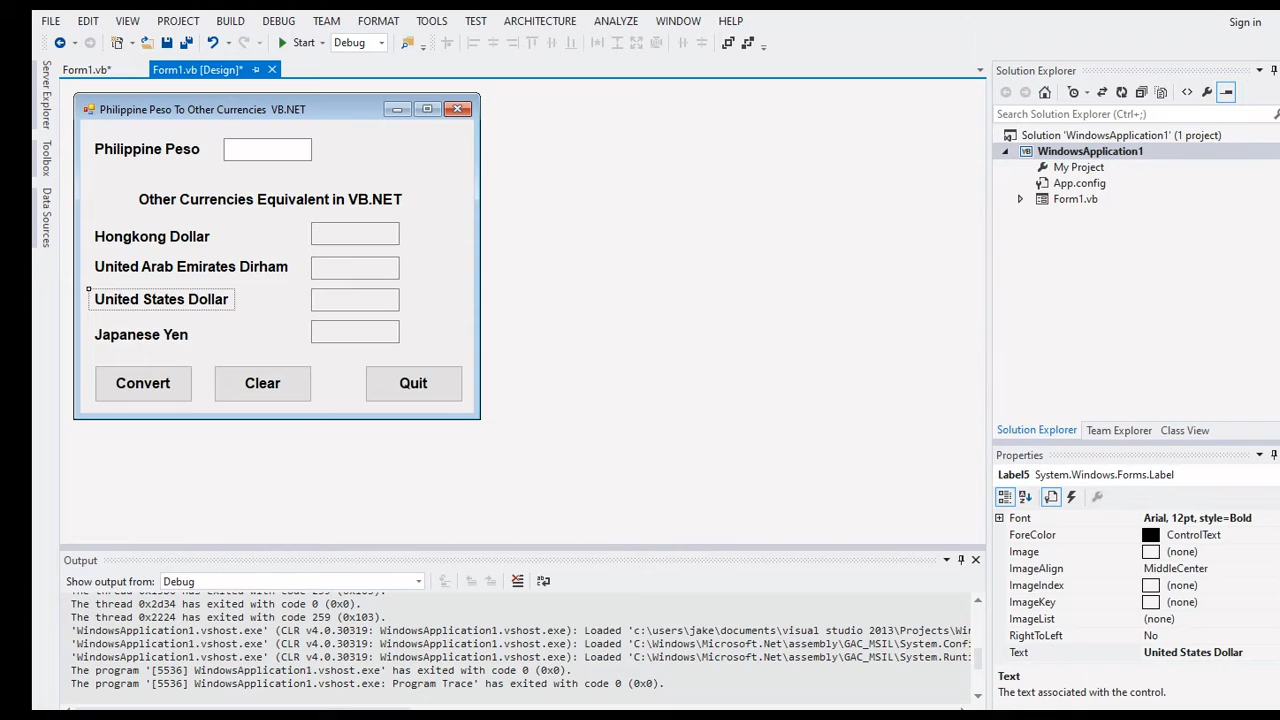 FILE EDIT VIEW PROJECT BUILD DEBUG TEAM FORMAT TOOLS TEST ARCHITECTURE ANALYZE WINDOW HELP
Sign in
Start Debug
Form1.vb* Form1.vb [Design]*
Server Explorer
Toolbox
Data Sources
Philippine Peso To Other Currencies VB.NET
Philippine Peso
Other Currencies Equivalent in VB.NET
Hongkong Dollar
United Arab Emirates Dirham
United States Dollar
Japanese Yen
Convert Clear Quit
Solution Explorer
Search Solution Explorer (Ctrl+;)
Solution 'WindowsApplication1' (1 project)
WindowsApplication1
My Project
App.config
Form1.vb
Solution Explorer Team Explorer Class View
Properties
Label5 System.Windows.Forms.Label
Font Arial, 12pt, style=Bold
ForeColor ControlText
Image (none)
ImageAlign MiddleCenter
ImageIndex (none)
ImageKey (none)
ImageList (none)
RightToLeft No
Text United States Dollar
Text
The text associated with the control.
Output
Show output from: Debug
The thread 0x2d34 has exited with code 0 (0x0).
The thread 0x2224 has exited with code 259 (0x103).
'WindowsApplication1.vshost.exe' (CLR v4.0.30319: WindowsApplication1.vshost.exe): Loaded 'c:\users\jake\documents\visual studio 2013\Projects\Win
'WindowsApplication1.vshost.exe' (CLR v4.0.30319: WindowsApplication1.vshost.exe): Loaded 'C:\Windows\Microsoft.Net\assembly\GAC_MSIL\System.Conf
'WindowsApplication1.vshost.exe' (CLR v4.0.30319: WindowsApplication1.vshost.exe): Loaded 'C:\Windows\Microsoft.Net\assembly\GAC_MSIL\System.Runt
The program '[5536] WindowsApplication1.vshost.exe' has exited with code 0 (0x0).
The program '[5536] WindowsApplication1.vshost.exe: Program Trace' has exited with code 0 (0x0).